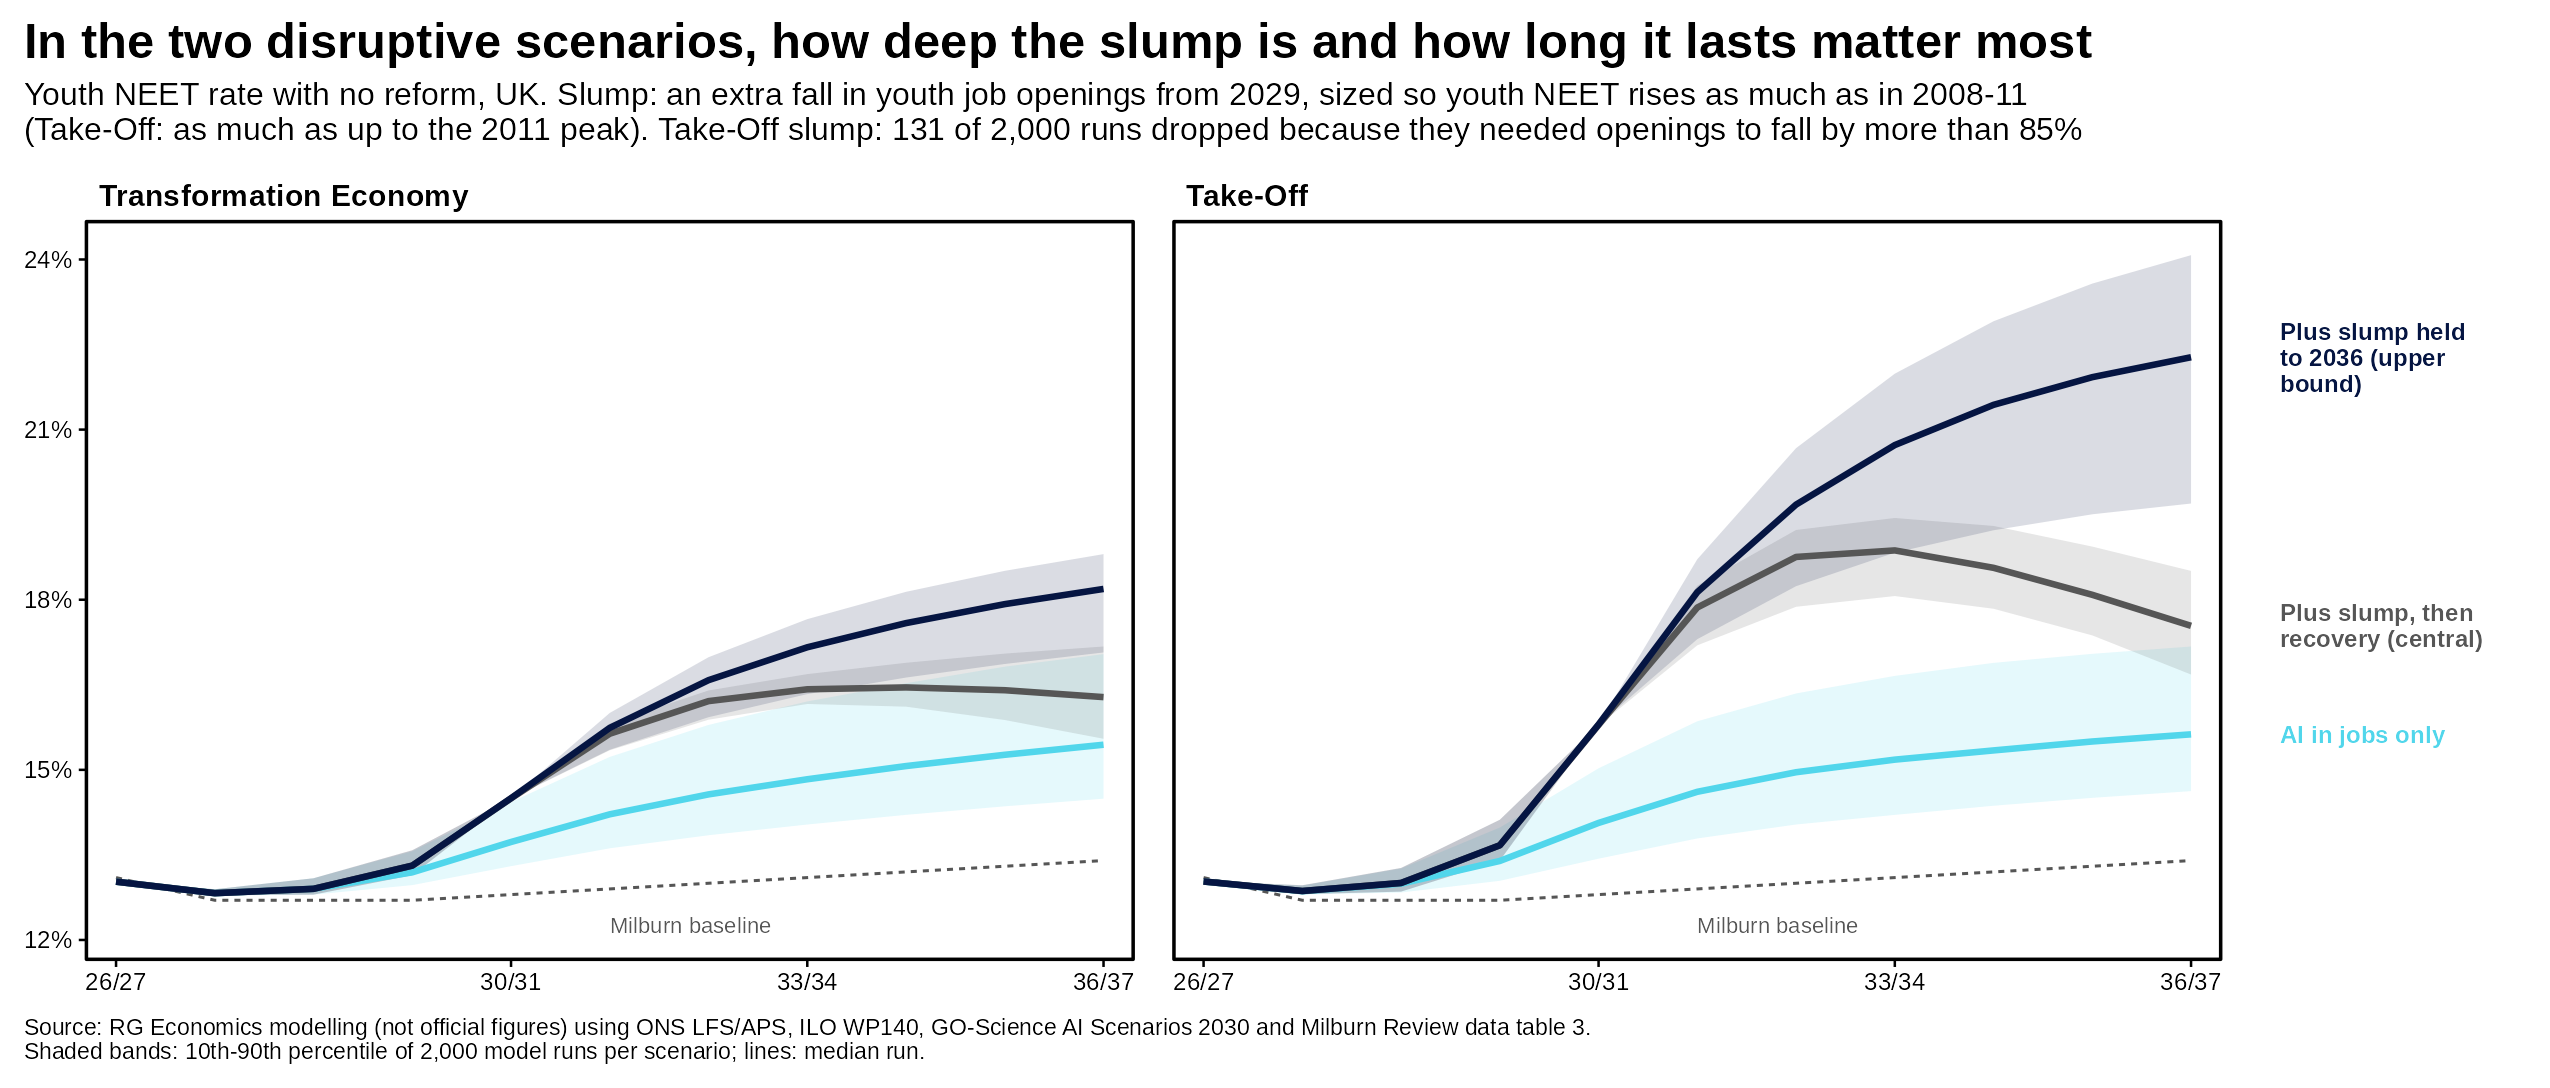 In the two disruptive scenarios, how deep the slump is and how long it lasts matter most
Youth NEET rate with no reform, UK. Slump: an extra fall in youth job openings from 2029, sized so youth NEET rises as much as in 2008-11
(Take-Off: as much as up to the 2011 peak). Take-Off slump: 131 of 2,000 runs dropped because they needed openings to fall by more than 85%
Transformation Economy
24%
21%
18%
15%
12%
Milburn baseline
26/27
30/31
33/34
36/37
Take-Off
Milburn baseline
26/27
30/31
33/34
36/37
Plus slump held
to 2036 (upper
bound)
Plus slump, then
recovery (central)
AI in jobs only
Source: RG Economics modelling (not official figures) using ONS LFS/APS, ILO WP140, GO-Science AI Scenarios 2030 and Milburn Review data table 3.
Shaded bands: 10th-90th percentile of 2,000 model runs per scenario; lines: median run.